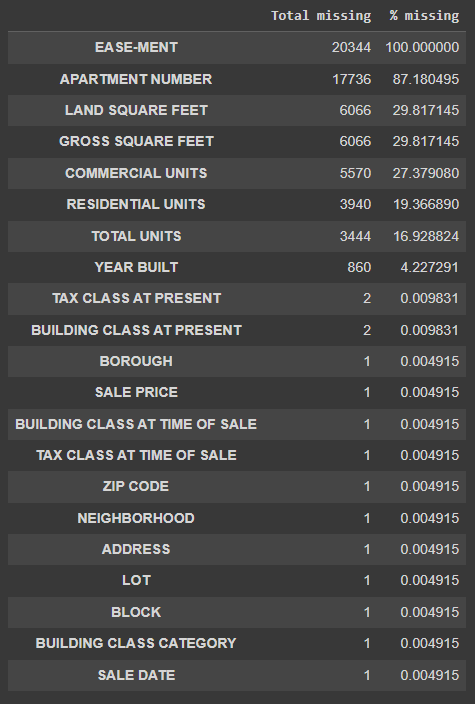 Total missing % missing
EASE-MENT 20344 100.000000
APARTMENT NUMBER 17736 87.180495
LAND SQUARE FEET 6066 29.817145
GROSS SQUARE FEET 6066 29.817145
COMMERCIAL UNITS 5570 27.379080
RESIDENTIAL UNITS 3940 19.366890
TOTAL UNITS 3444 16.928824
YEAR BUILT 860 4.227291
TAX CLASS AT PRESENT 2 0.009831
BUILDING CLASS AT PRESENT 2 0.009831
BOROUGH 1 0.004915
SALE PRICE 1 0.004915
BUILDING CLASS AT TIME OF SALE 1 0.004915
TAX CLASS AT TIME OF SALE 1 0.004915
ZIP CODE 1 0.004915
NEIGHBORHOOD 1 0.004915
ADDRESS 1 0.004915
LOT 1 0.004915
BLOCK 1 0.004915
BUILDING CLASS CATEGORY 1 0.004915
SALE DATE 1 0.004915